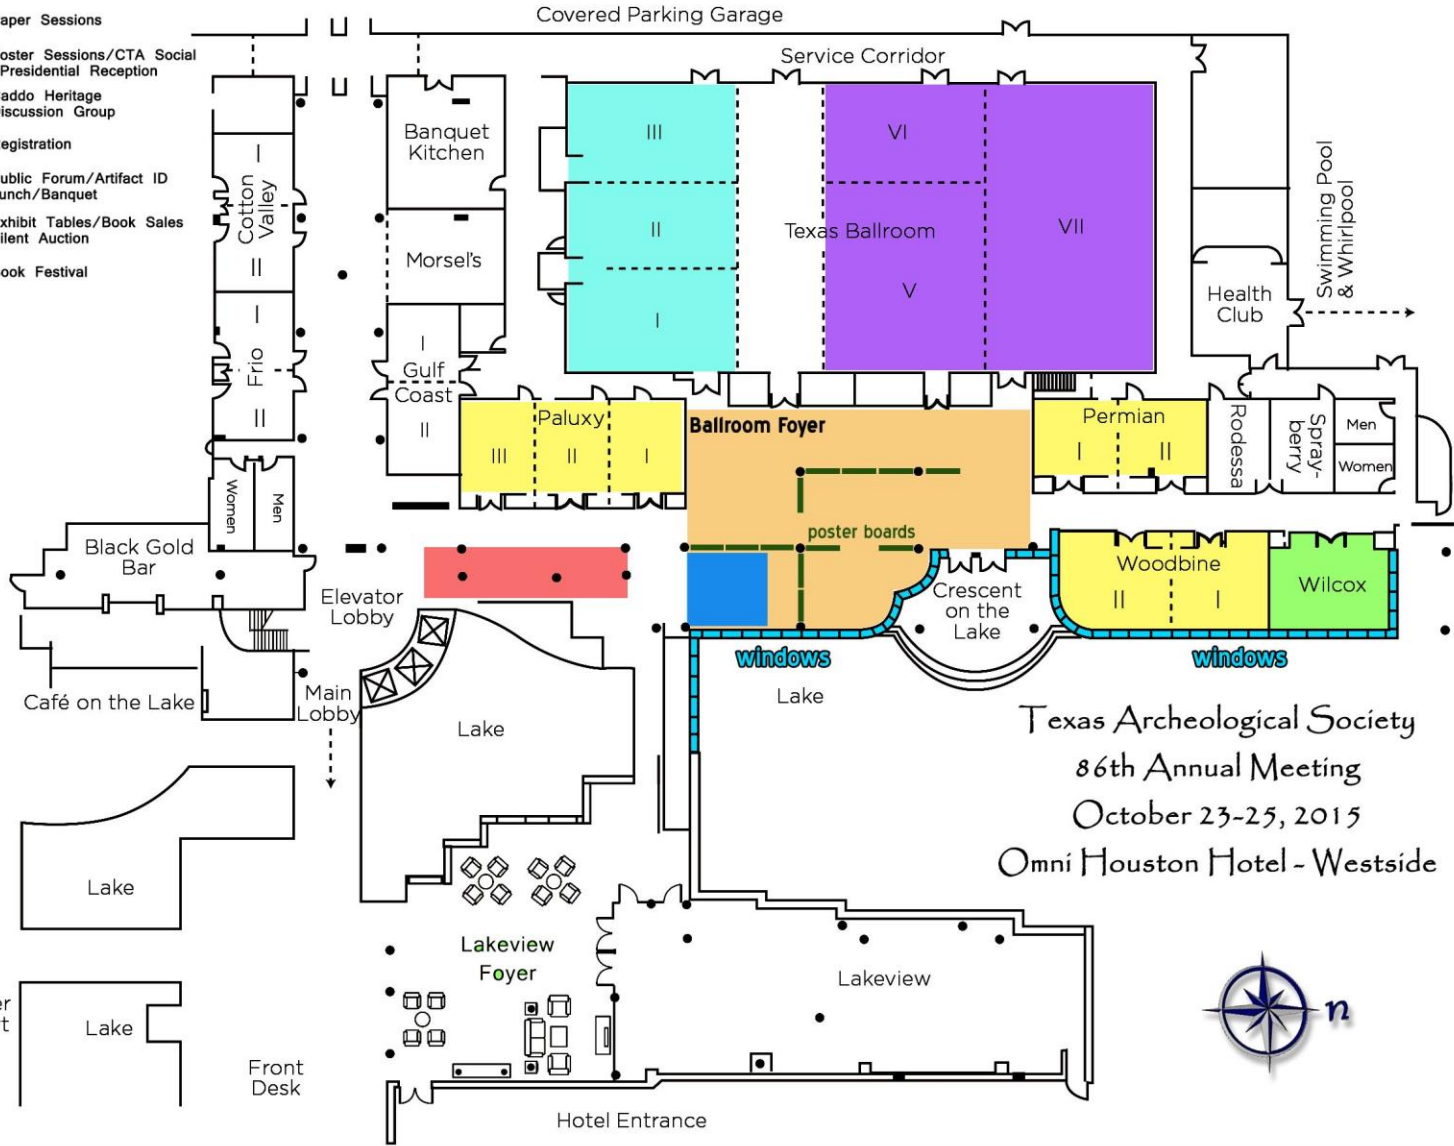 Covered Parking Garage
aper Sessions
oster Sessions/CTA Social
Presidential Reception
addo Heritage
iscussion Group
egistration
ublic Forum/Artifact ID
unch/Banquet
xhibit Tables/Book Sales
ilent Auction
ook Festival
Service Corridor
Banquet
Kitchen
Morsel's
I
Gulf
Coast
II
I
Cotton
Valley
II
I
Frio
II
III
II
I
VI
Texas Ballroom
V
VII
Swimming Pool
& Whirlpool
Health
Club
Paluxy
III
II
I
Ballroom Foyer
poster boards
Permian
I
II
Rodessa
Spray-
berry
Men
Women
Women
Men
Black Gold
Bar
Elevator
Lobby
Crescent
on the
Lake
Woodbine
II
I
Wilcox
windows
windows
Café on the Lake
Main
Lobby
Lake
Lake
Texas Archeological Society
86th Annual Meeting
October 23-25, 2015
Omni Houston Hotel - Westside
Lake
Lakeview
Foyer
Lakeview
er
t
Lake
Front
Desk
Hotel Entrance
n